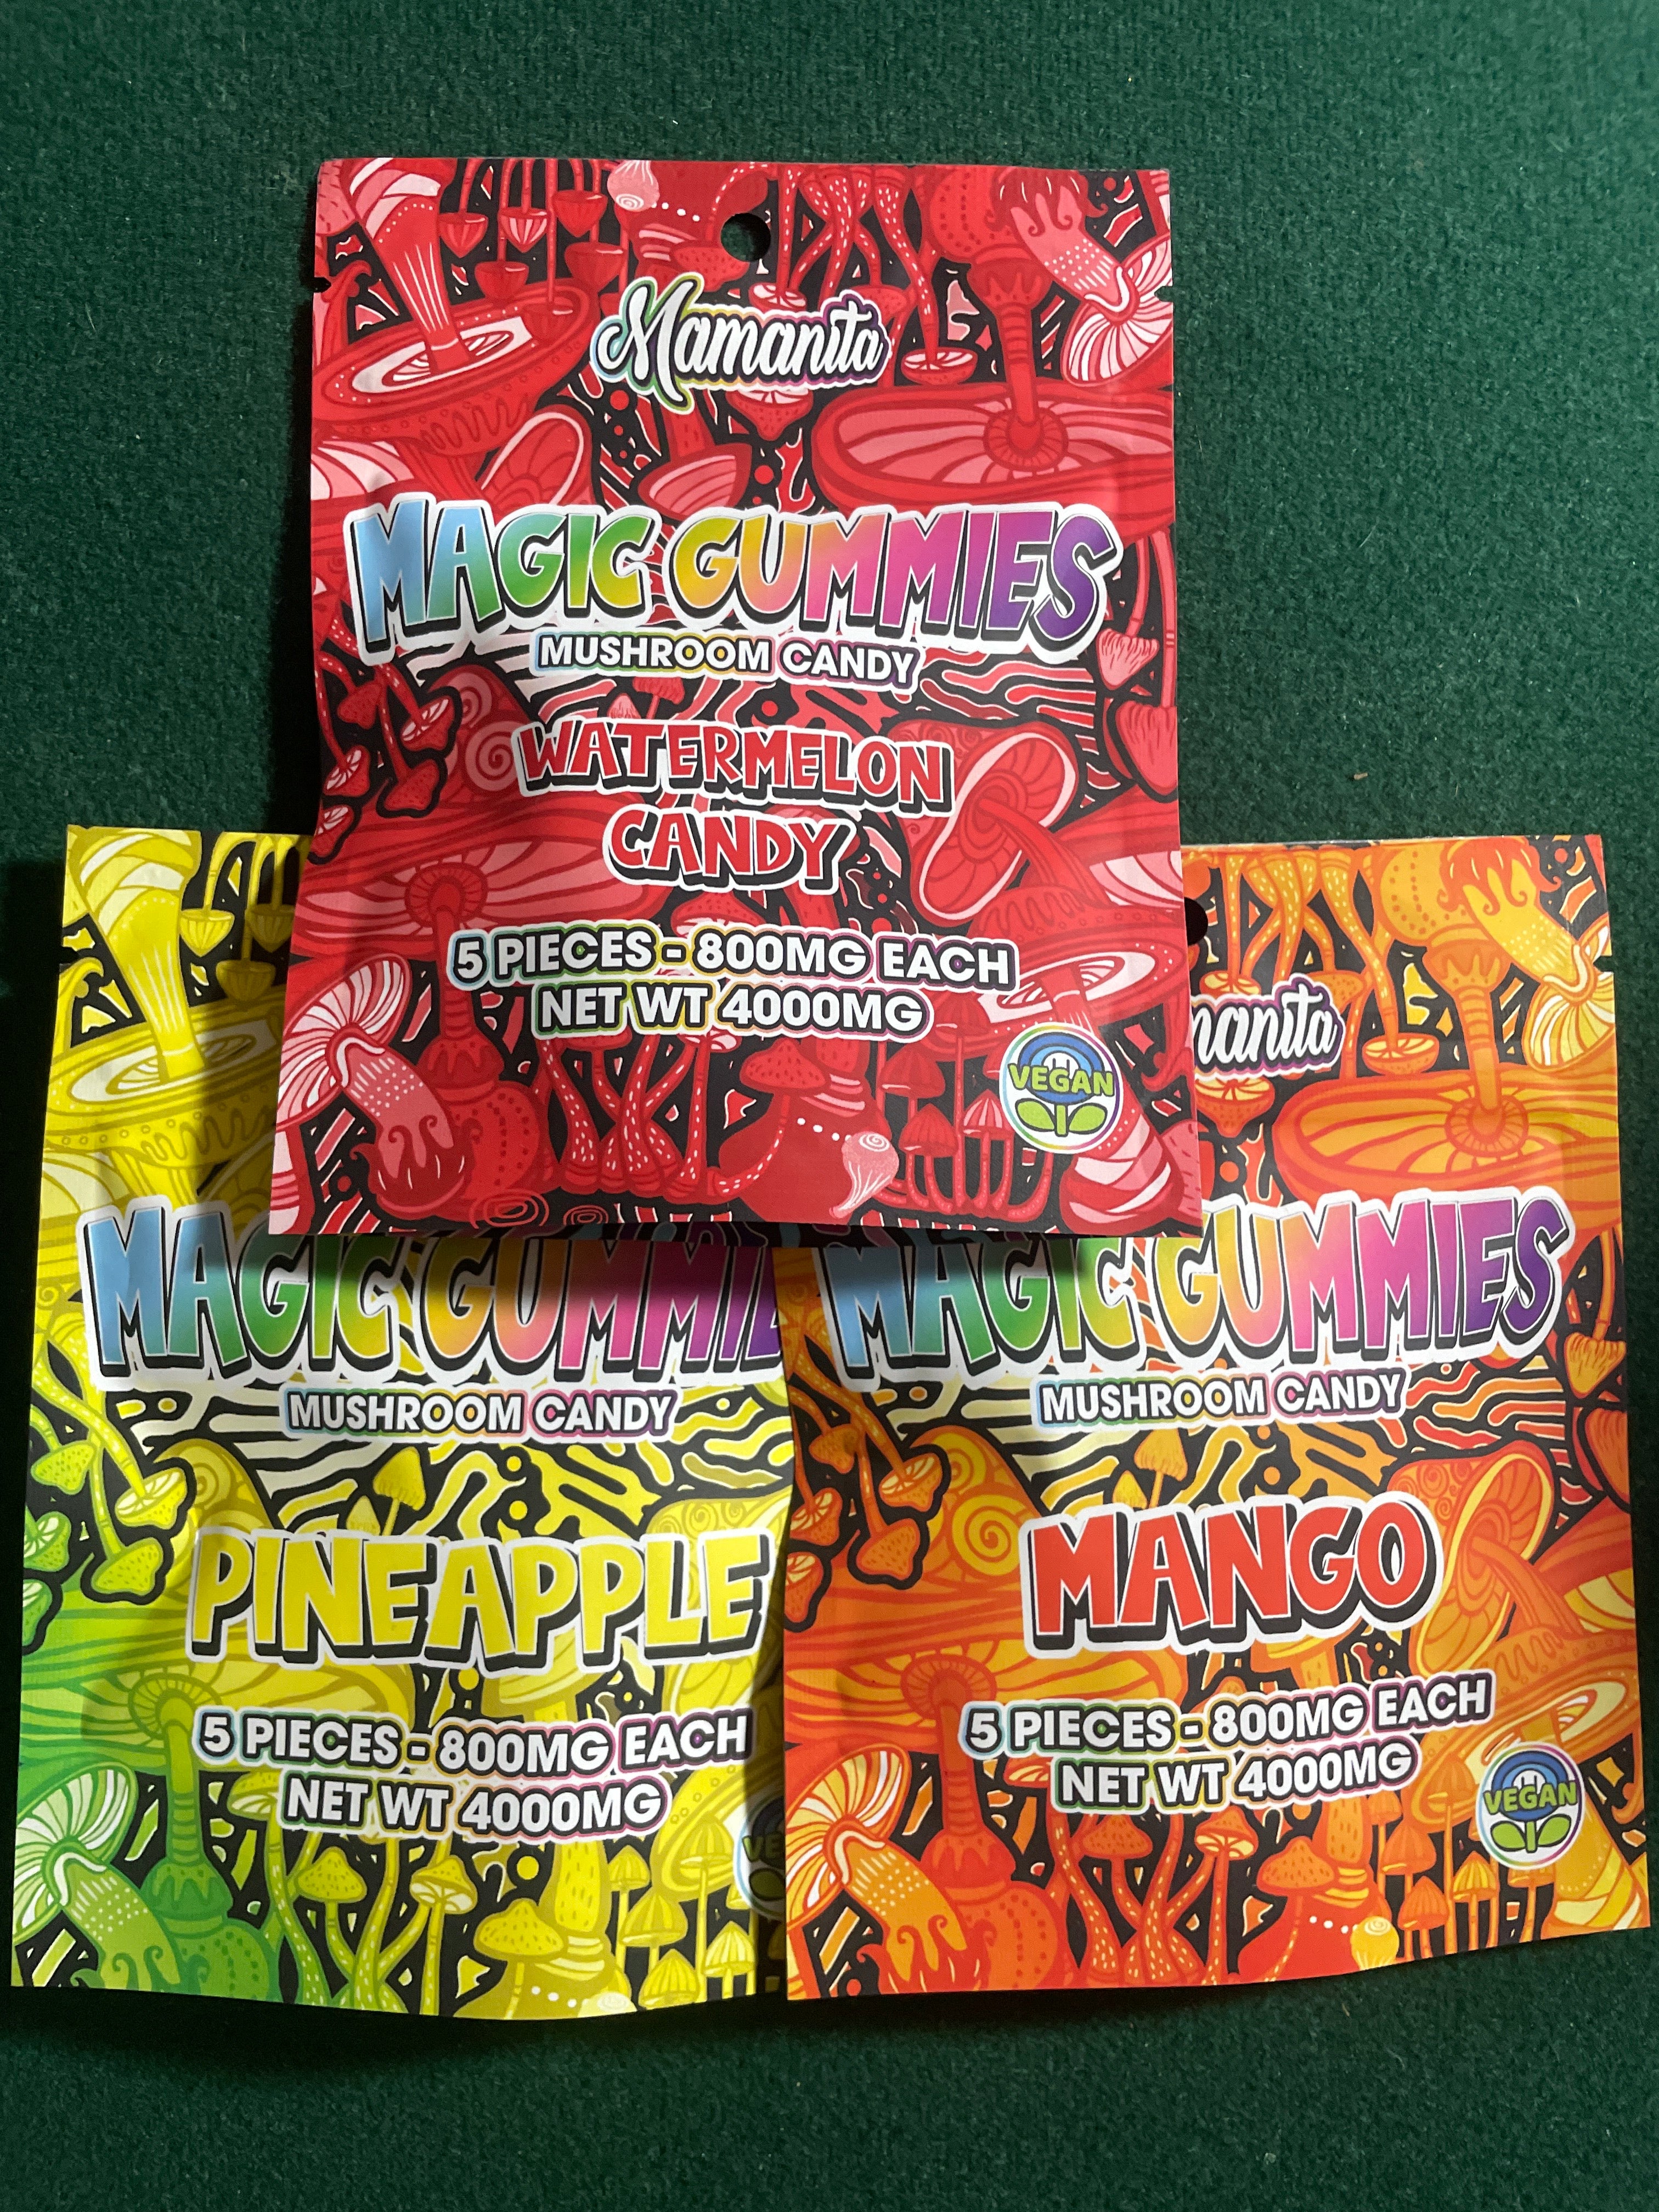 Mamanita
MAGIC GUMMIES
MUSHROOM CANDY
WATERMELON
CANDY
5 PIECES - 800MG EACH
NET WT 4000MG
VEGAN
MAGIC
MUSHROOM CANDY
PINEAPPLE
5 PIECES - 800MG EACH
NET WT 4000MG
MAGIC GUMMIES
MUSHROOM CANDY
MANGO
5 PIECES - 800MG EACH
NET WT 4000MG
VEGAN